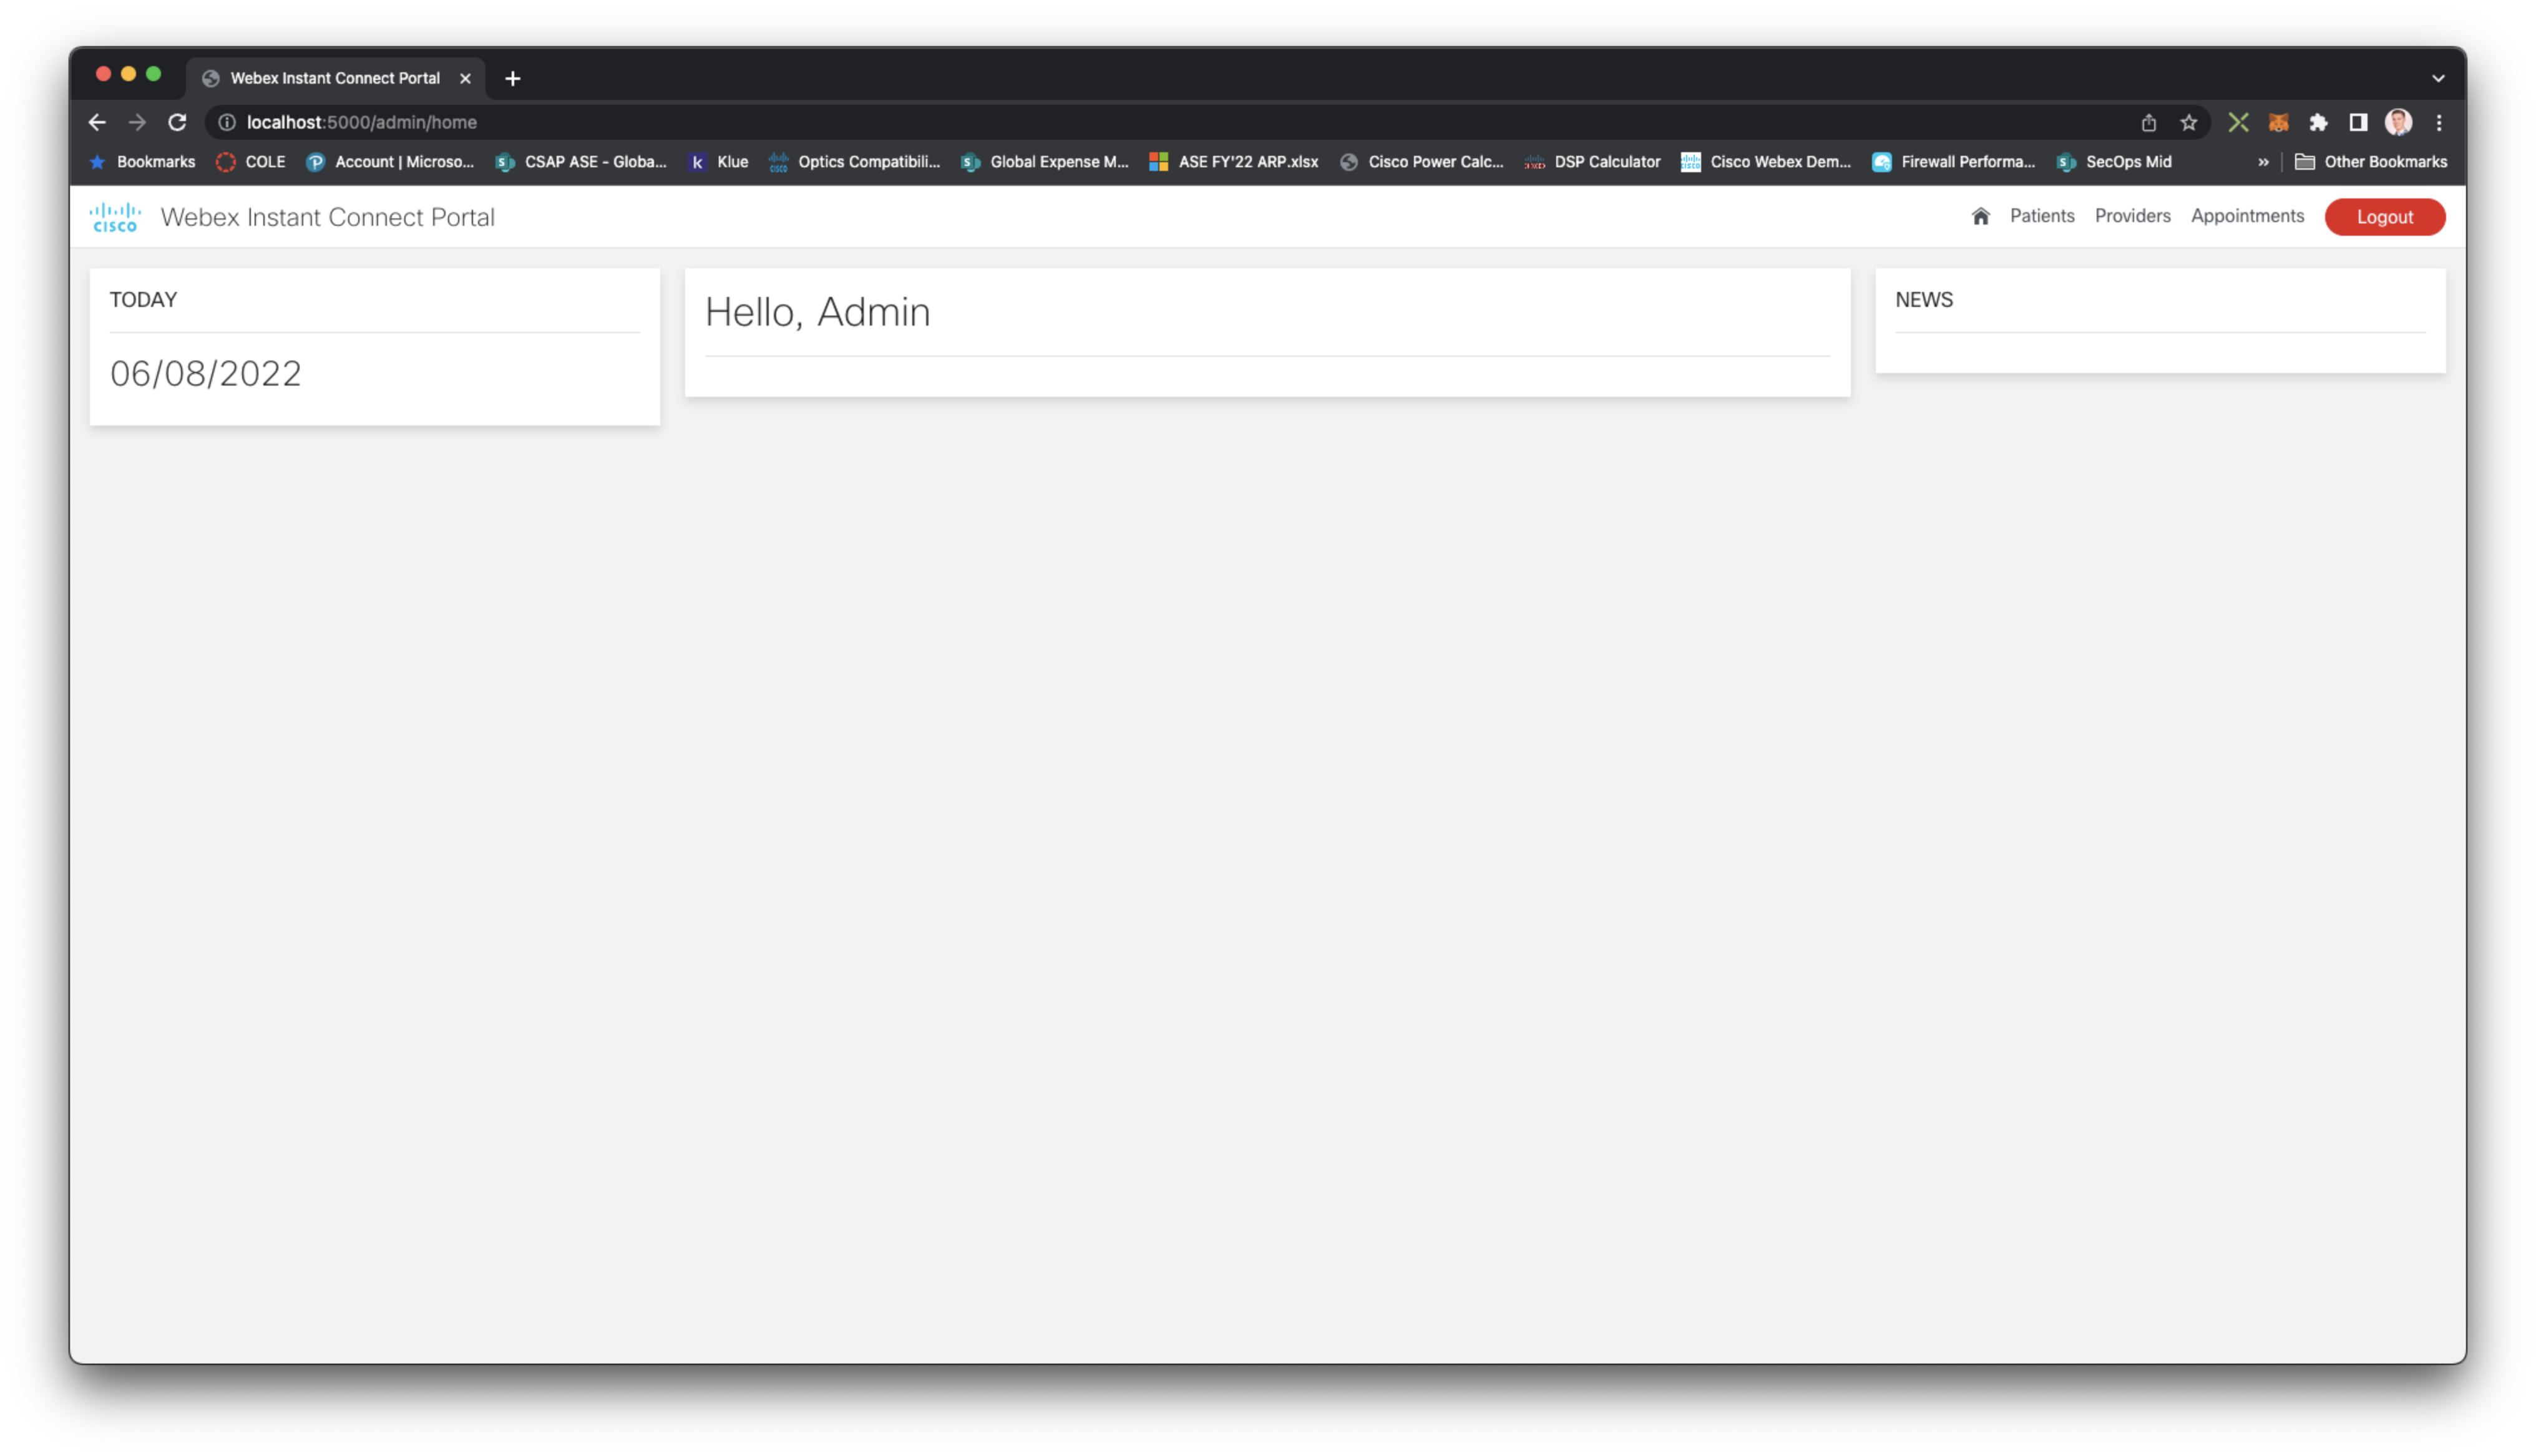 Webex Instant Connect Portal
localhost:5000/admin/home
Bookmarks COLE Account | Microso... CSAP ASE - Globa... k Klue Optics Compatibili... Global Expense M... ASE FY'22 ARP.xlsx Cisco Power Calc... DSP Calculator Cisco Webex Dem... Firewall Performa... SecOps Mid » Other Bookmarks
CISCO Webex Instant Connect Portal Patients Providers Appointments Logout
TODAY
06/08/2022
Hello, Admin
NEWS